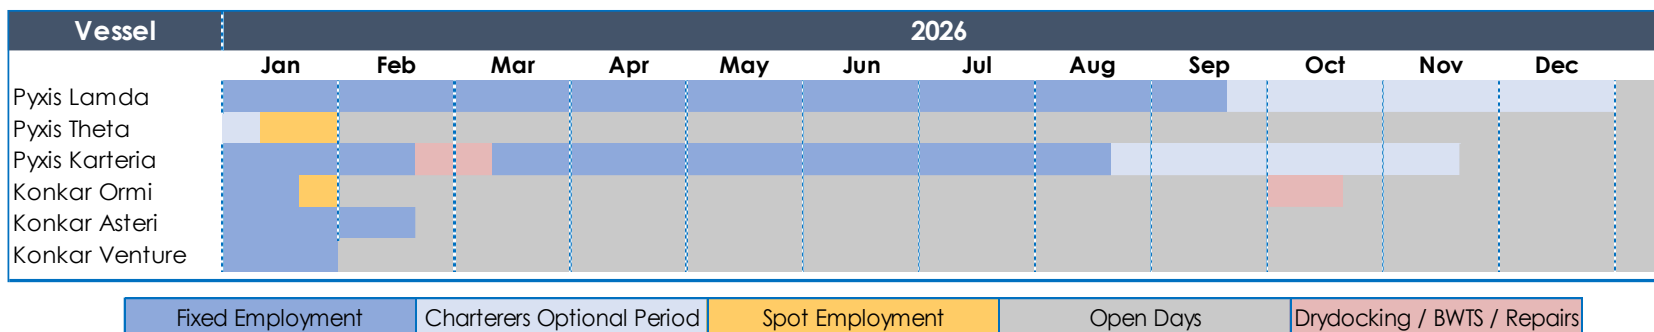 Vessel 2026
Jan Feb Mar Apr May Jun Jul Aug Sep Oct Nov Dec
Pyxis Lamda
Pyxis Theta
Pyxis Karteria
Konkar Ormi
Konkar Asteri
Konkar Venture
Fixed Employment Charterers Optional Period Spot Employment Open Days Drydocking / BWTS / Repairs